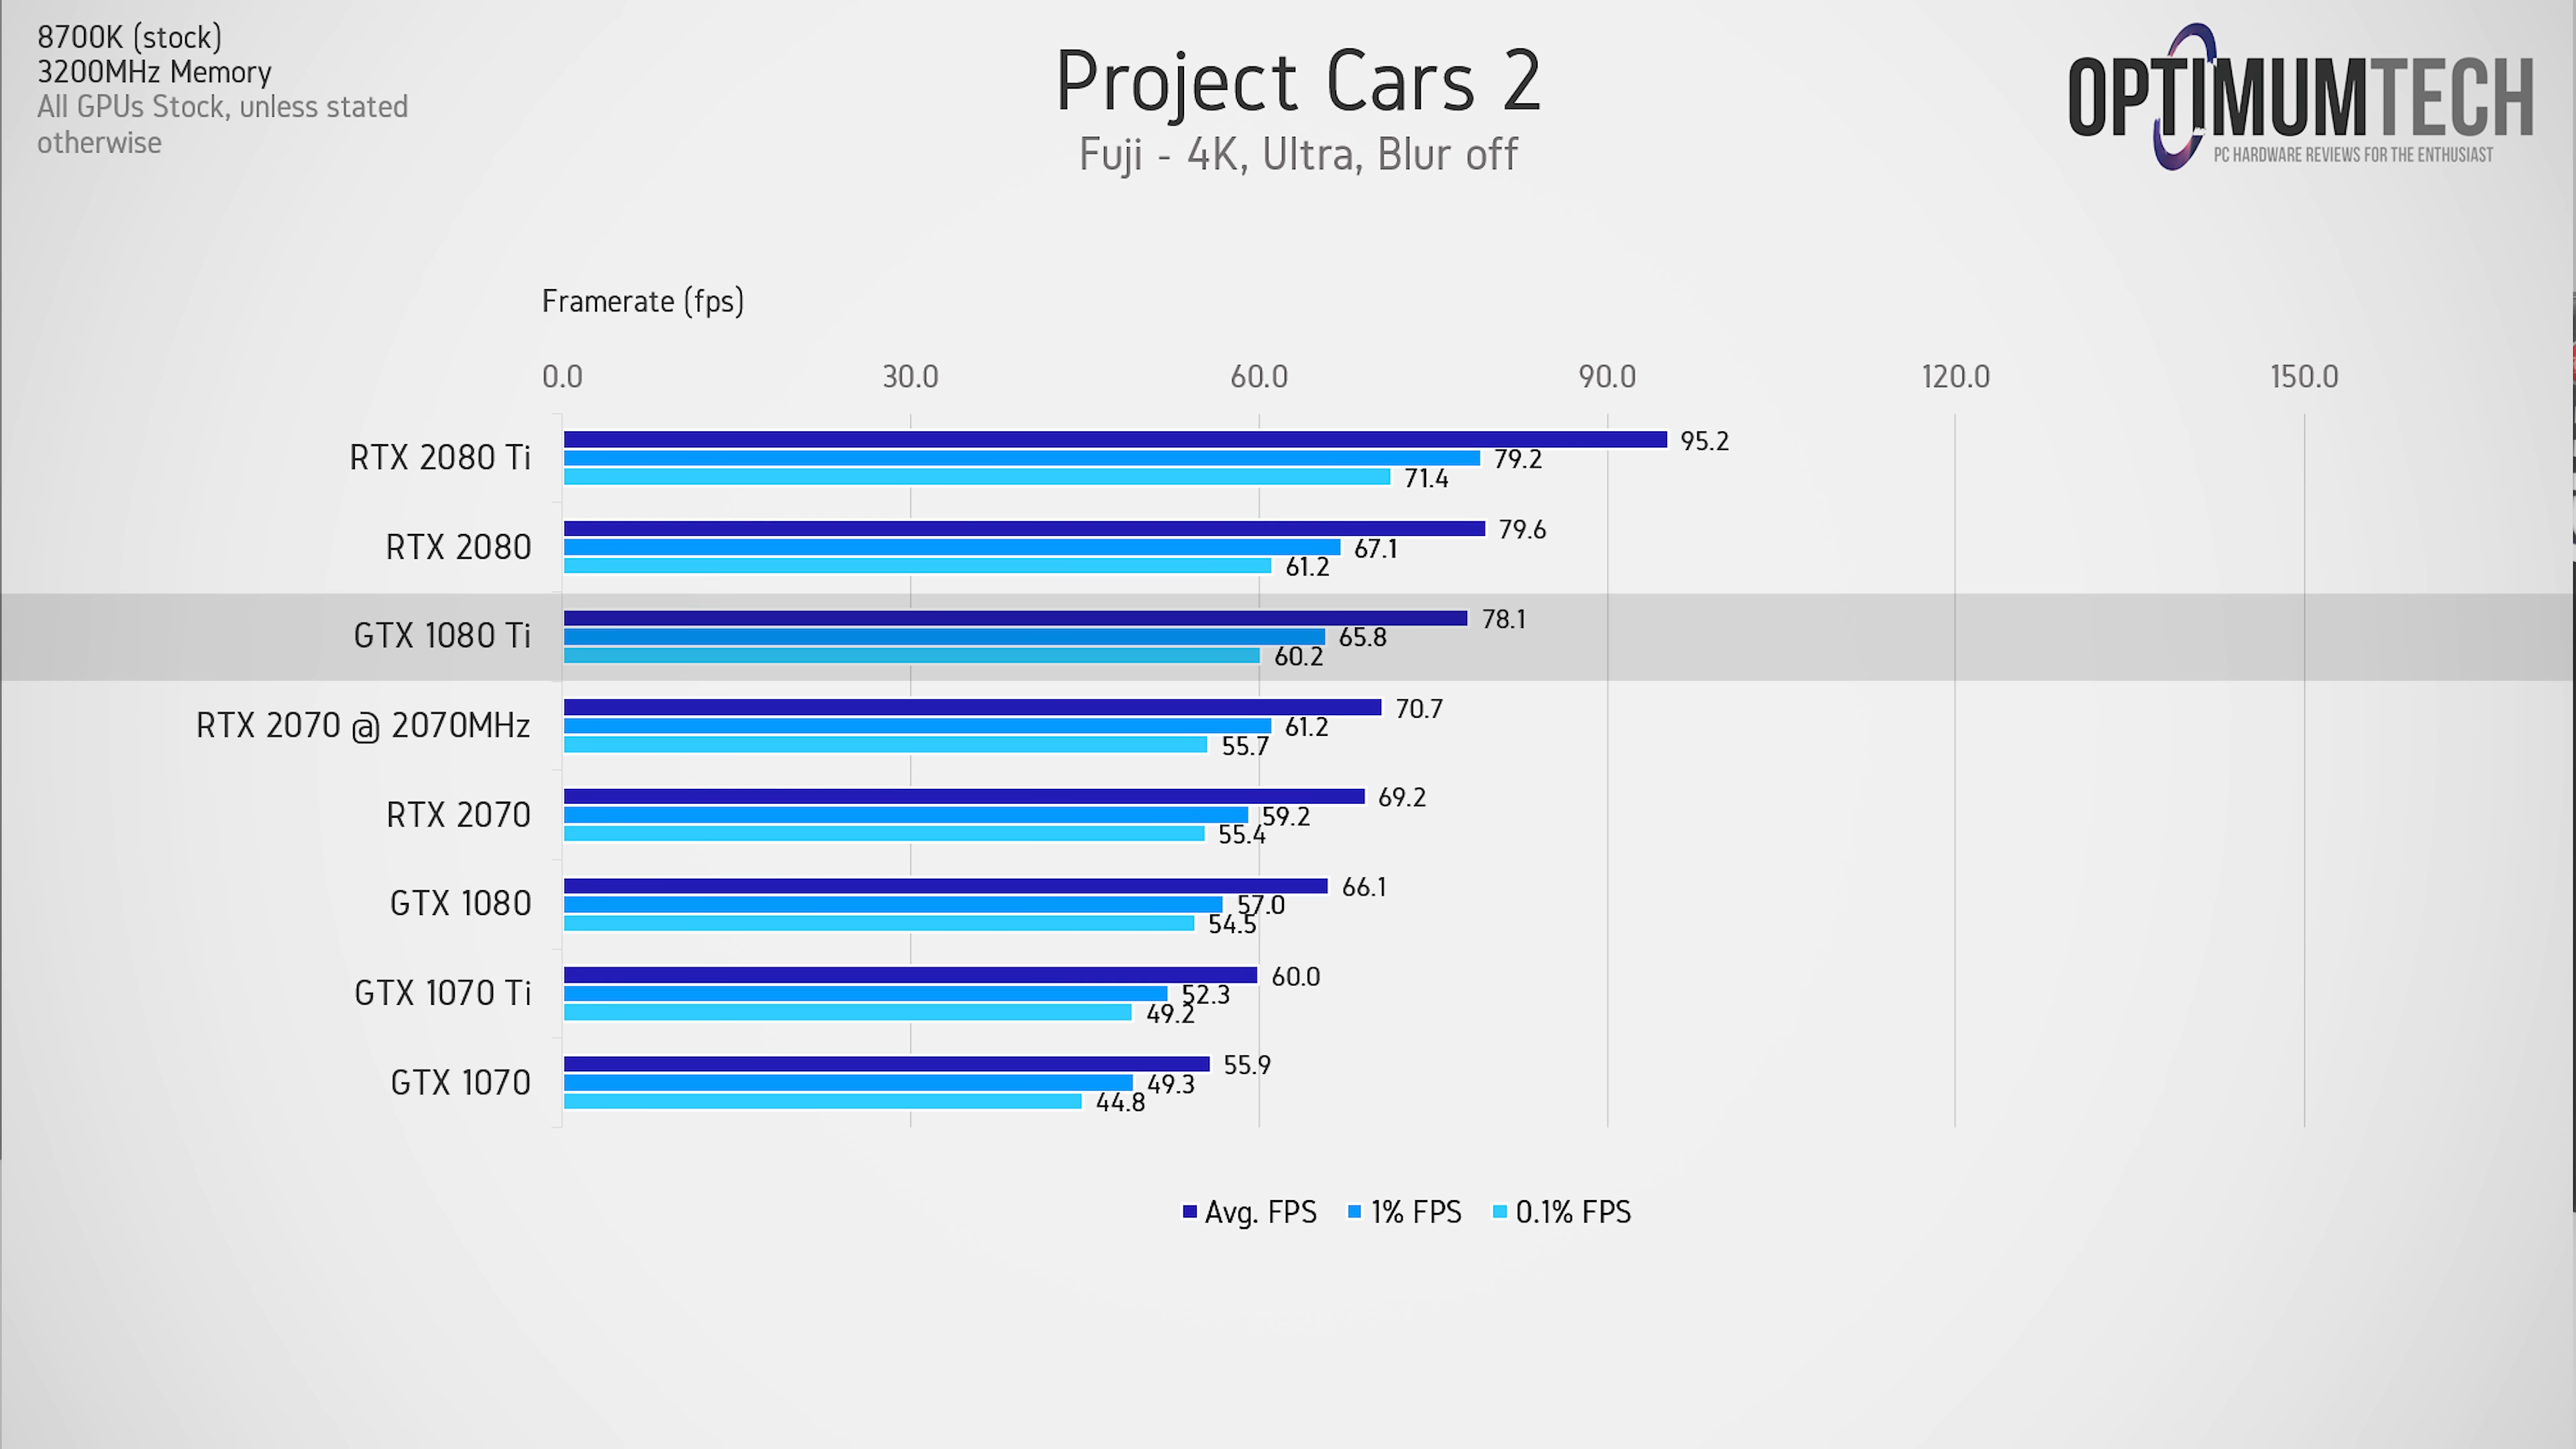 8700K (stock)
3200MHz Memory
All GPUs Stock, unless stated
otherwise
Project Cars 2
Fuji - 4K, Ultra, Blur off
OPTIMUMTECH
PC HARDWARE REVIEWS FOR THE ENTHUSIAST
Framerate (fps)
0.0 30.0 60.0 90.0 120.0 150.0
RTX 2080 Ti
95.2
79.2
71.4
RTX 2080
79.6
67.1
61.2
GTX 1080 Ti
78.1
65.8
60.2
RTX 2070 @ 2070MHz
70.7
61.2
55.7
RTX 2070
69.2
59.2
55.4
GTX 1080
66.1
57.0
54.5
GTX 1070 Ti
60.0
52.3
49.2
GTX 1070
55.9
49.3
44.8
Avg. FPS 1% FPS 0.1% FPS